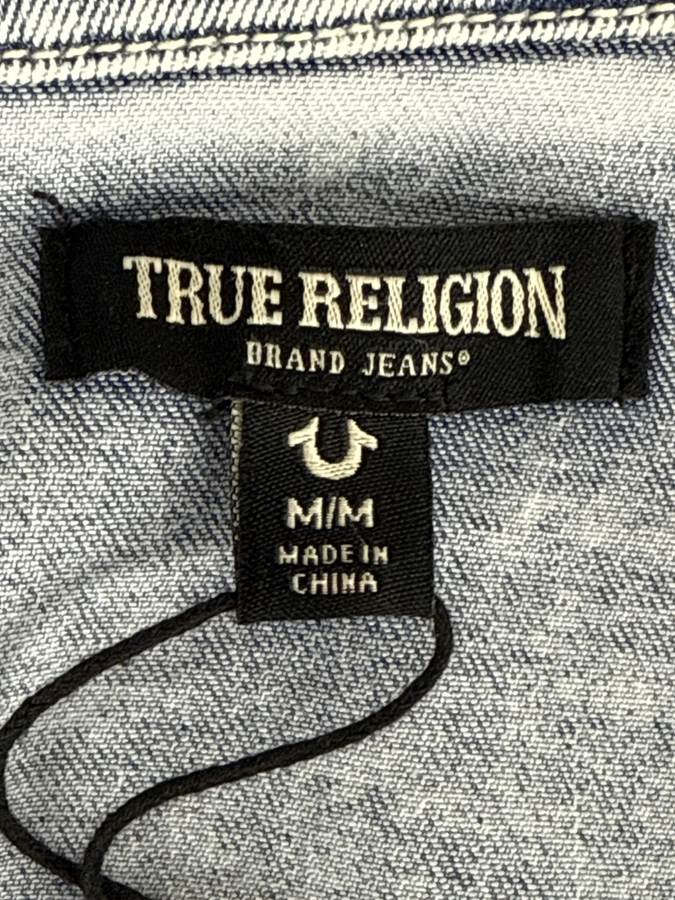 TRUE RELIGION
BRAND JEANS®
M/M
MADE IN
CHINA